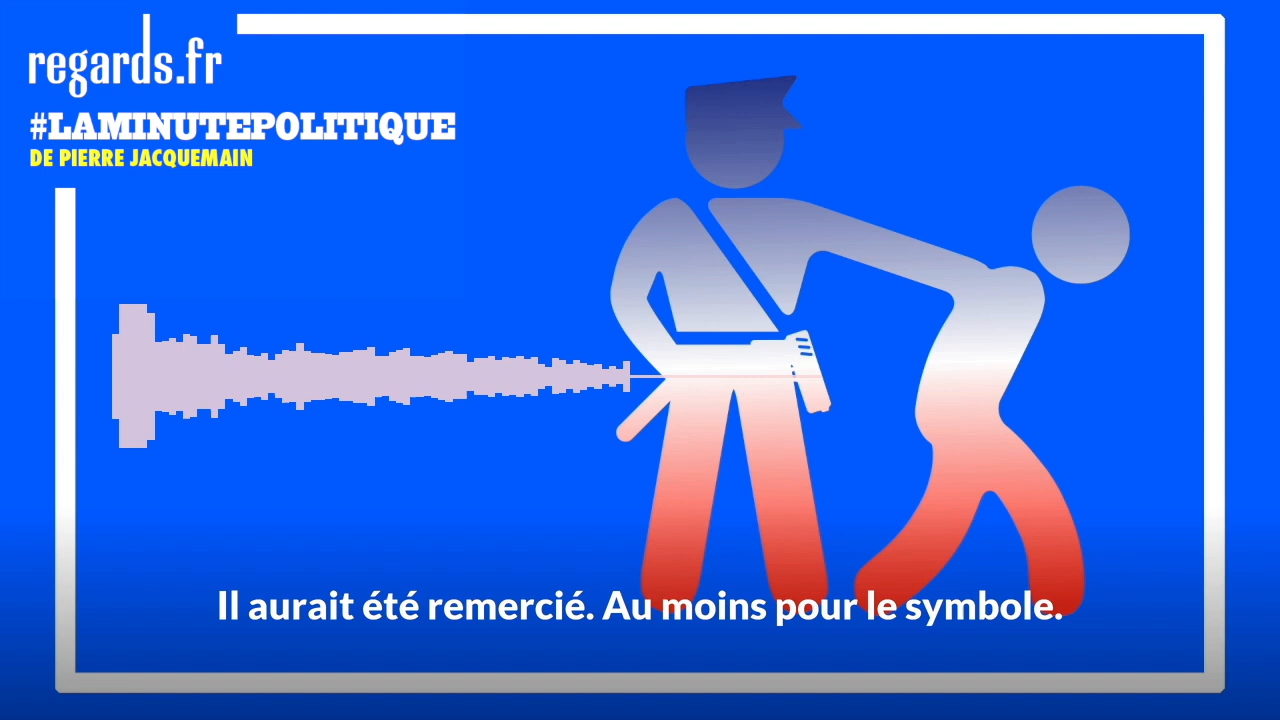 regards.fr
#LAMINUTEPOLITIQUE
DE PIERRE JACQUEMAIN
Il aurait été remercié. Au moins pour le symbole.